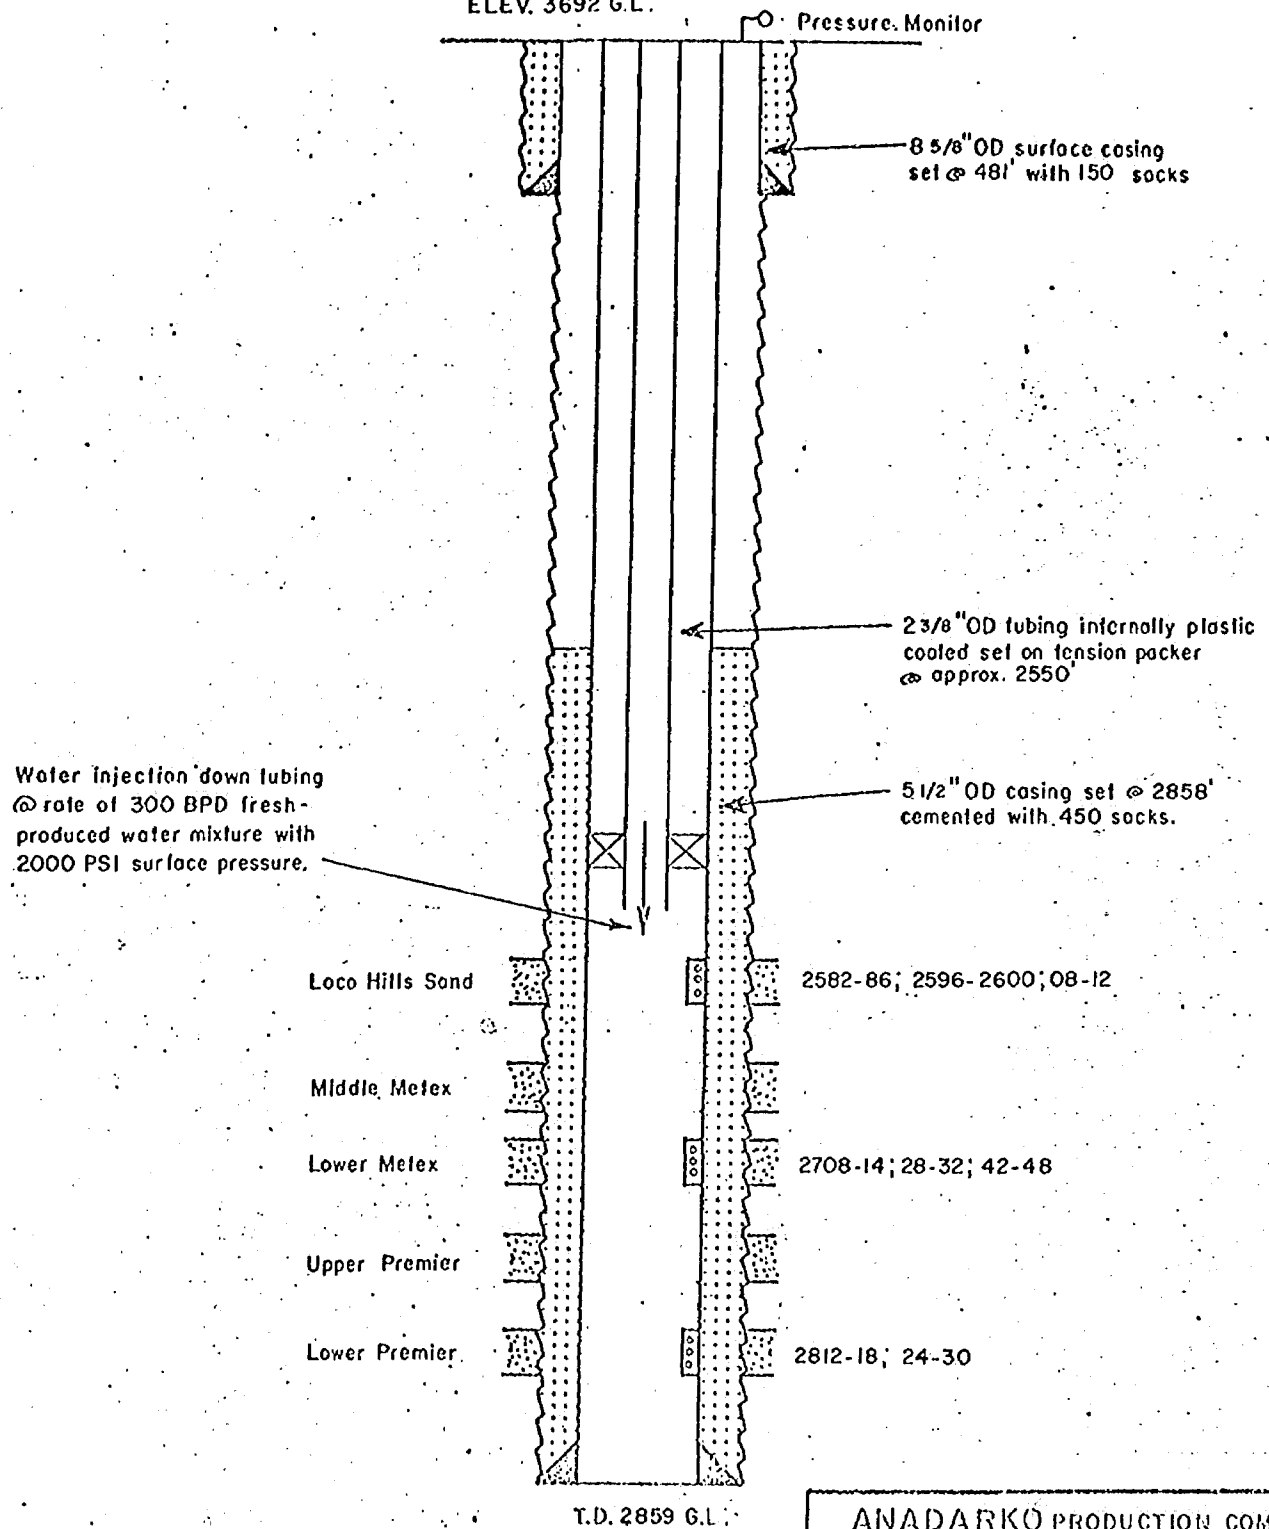 ELEV. 3692 G.L.
Pressure Monitor
8 5/8" OD surface casing
set @ 481' with 150 sacks
2 3/8" OD tubing internally plastic
coated set on tension packer
@ approx. 2550'
Water injection down tubing
@ rate of 300 BPD fresh-
produced water mixture with
2000 PSI surface pressure.
5 1/2" OD casing set @ 2858'
cemented with 450 sacks.
Loco Hills Sand
2582-86; 2596-2600; 08-12
Middle Metex
Lower Metex
2708-14; 28-32; 42-48
Upper Premier
Lower Premier
2812-18; 24-30
T.D. 2859 G.L.
ANADARKO PRODUCTION COM